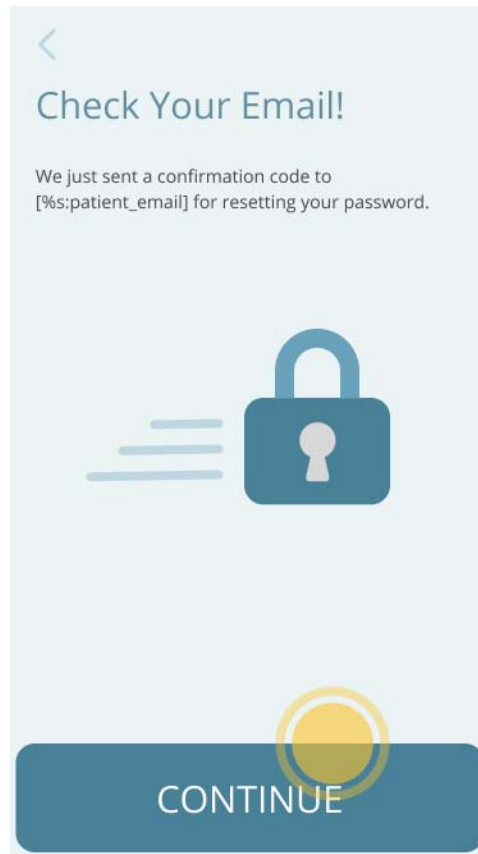 Check Your Email!
We just sent a confirmation code to
[%s:patient_email] for resetting your password.
CONTINUE